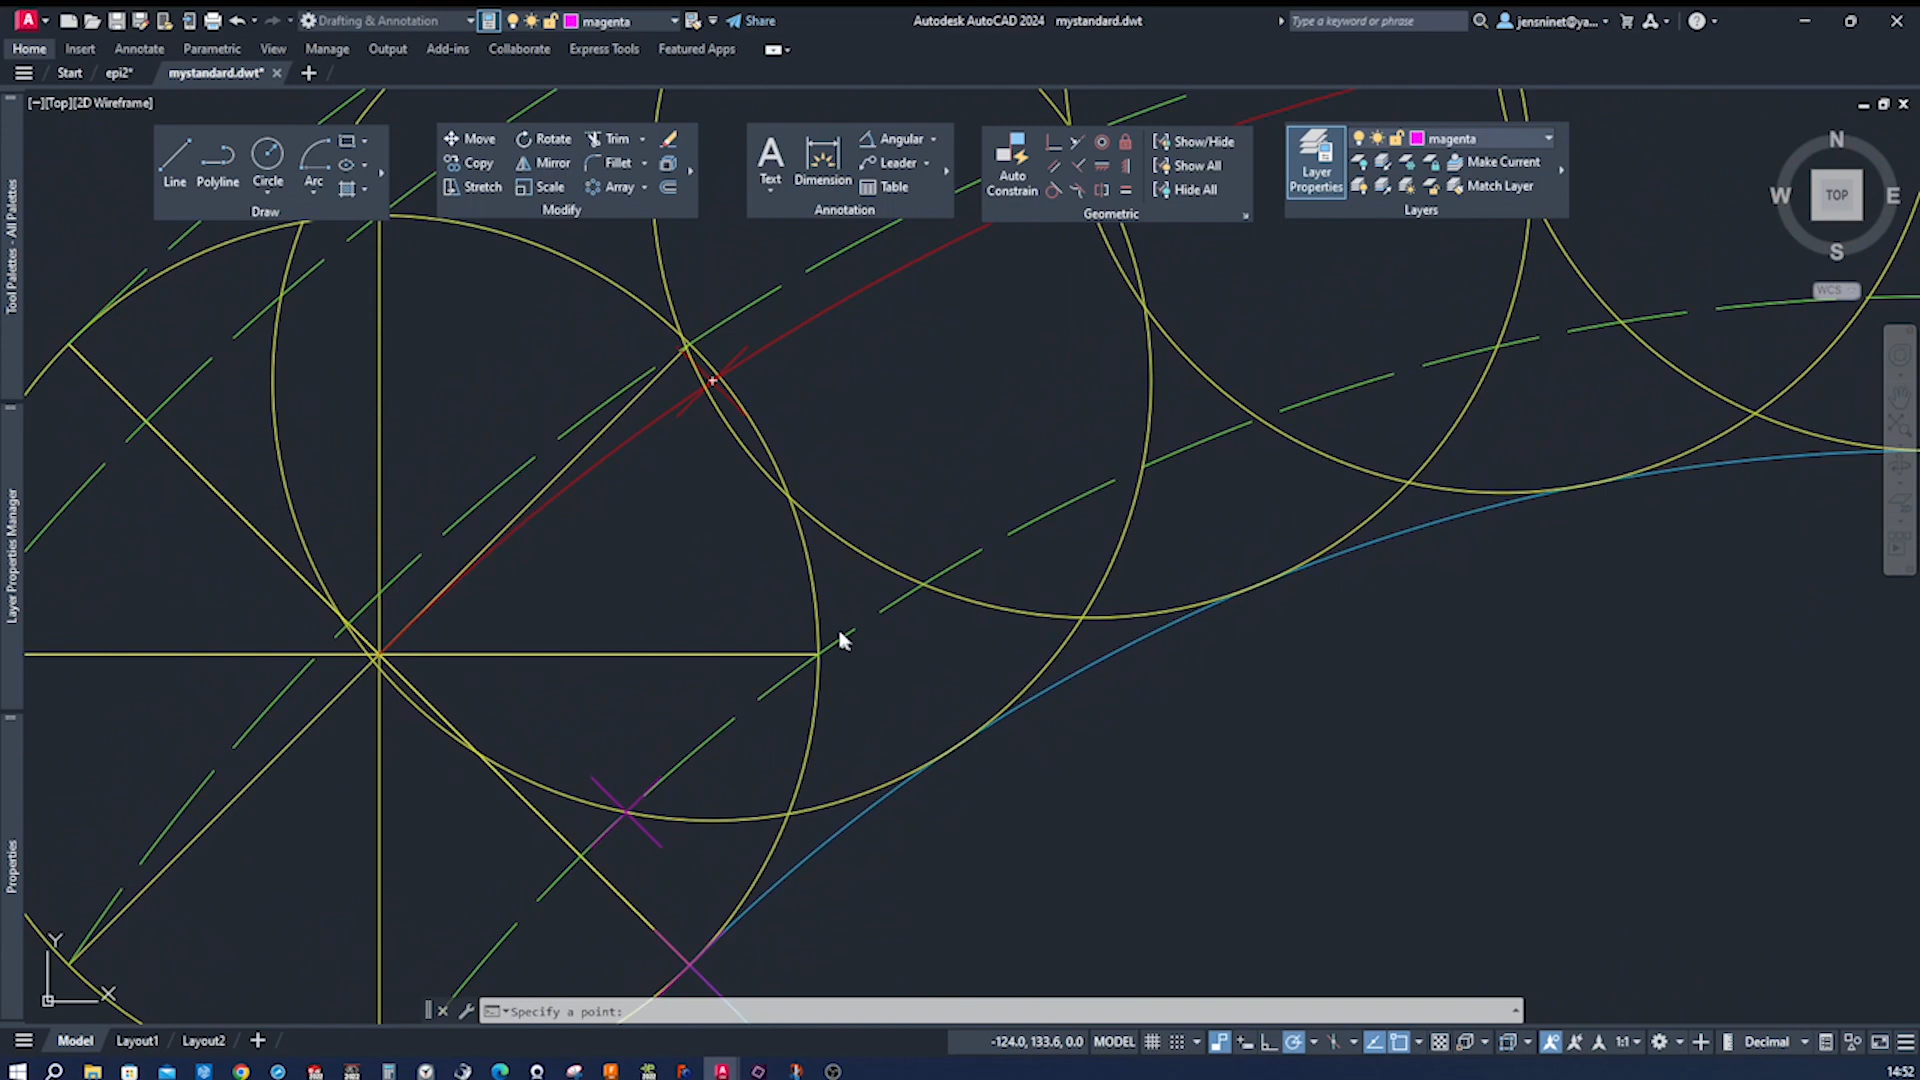 Drafting & Annotation
magenta
Share
Autodesk AutoCAD 2024 mystandard.dwt
Type a keyword or phrase
jensninet@ya...
Home Insert Annotate Parametric View Manage Output Add-ins Collaborate Express Tools Featured Apps
Start epi2* mystandard.dwt*
[−][Top][2D Wireframe]
Line Polyline Circle Arc
Draw
Move Rotate Trim
Copy Mirror Fillet
Stretch Scale Array
Modify
Text Dimension
Angular
Leader
Table
Annotation
Auto Constrain
Show/Hide
Show All
Hide All
Geometric
Layer Properties
magenta
Make Current
Match Layer
Layers
N
W TOP E
S
WCS
Tool Palettes - All Palettes
Layer Properties Manager
Properties
Y
X
Specify a point:
Model Layout1 Layout2
-124.0, 133.6, 0.0 MODEL
1:1
Decimal
14:52